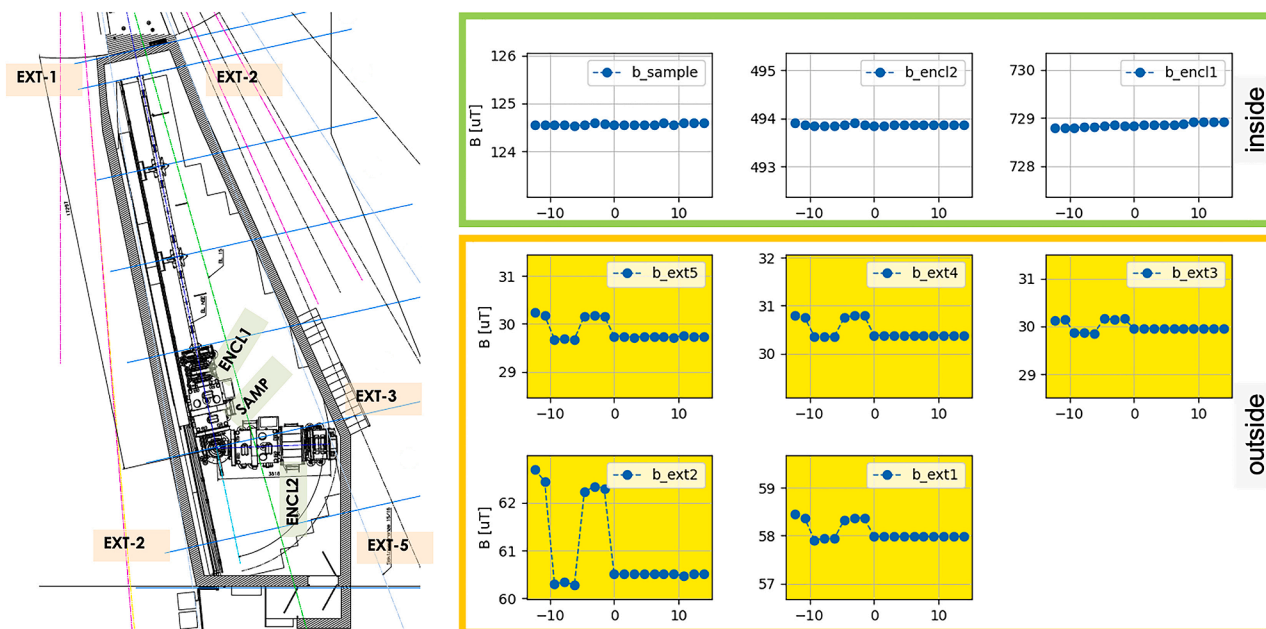 EXT-1
EXT-2
ENCL1
SAMP
EXT-3
3818
ENCL2
EXT-2
EXT-5
126
125
124
B [uT]
b_sample
−10 0 10
495
494
493
b_encl2
−10 0 10
730
729
728
b_encl1
−10 0 10
inside
31
30
29
B [uT]
b_ext5
−10 0 10
32
31
30
b_ext4
−10 0 10
31
30
29
b_ext3
−10 0 10
outside
62
61
60
B [uT]
b_ext2
−10 0 10
59
58
57
b_ext1
−10 0 10